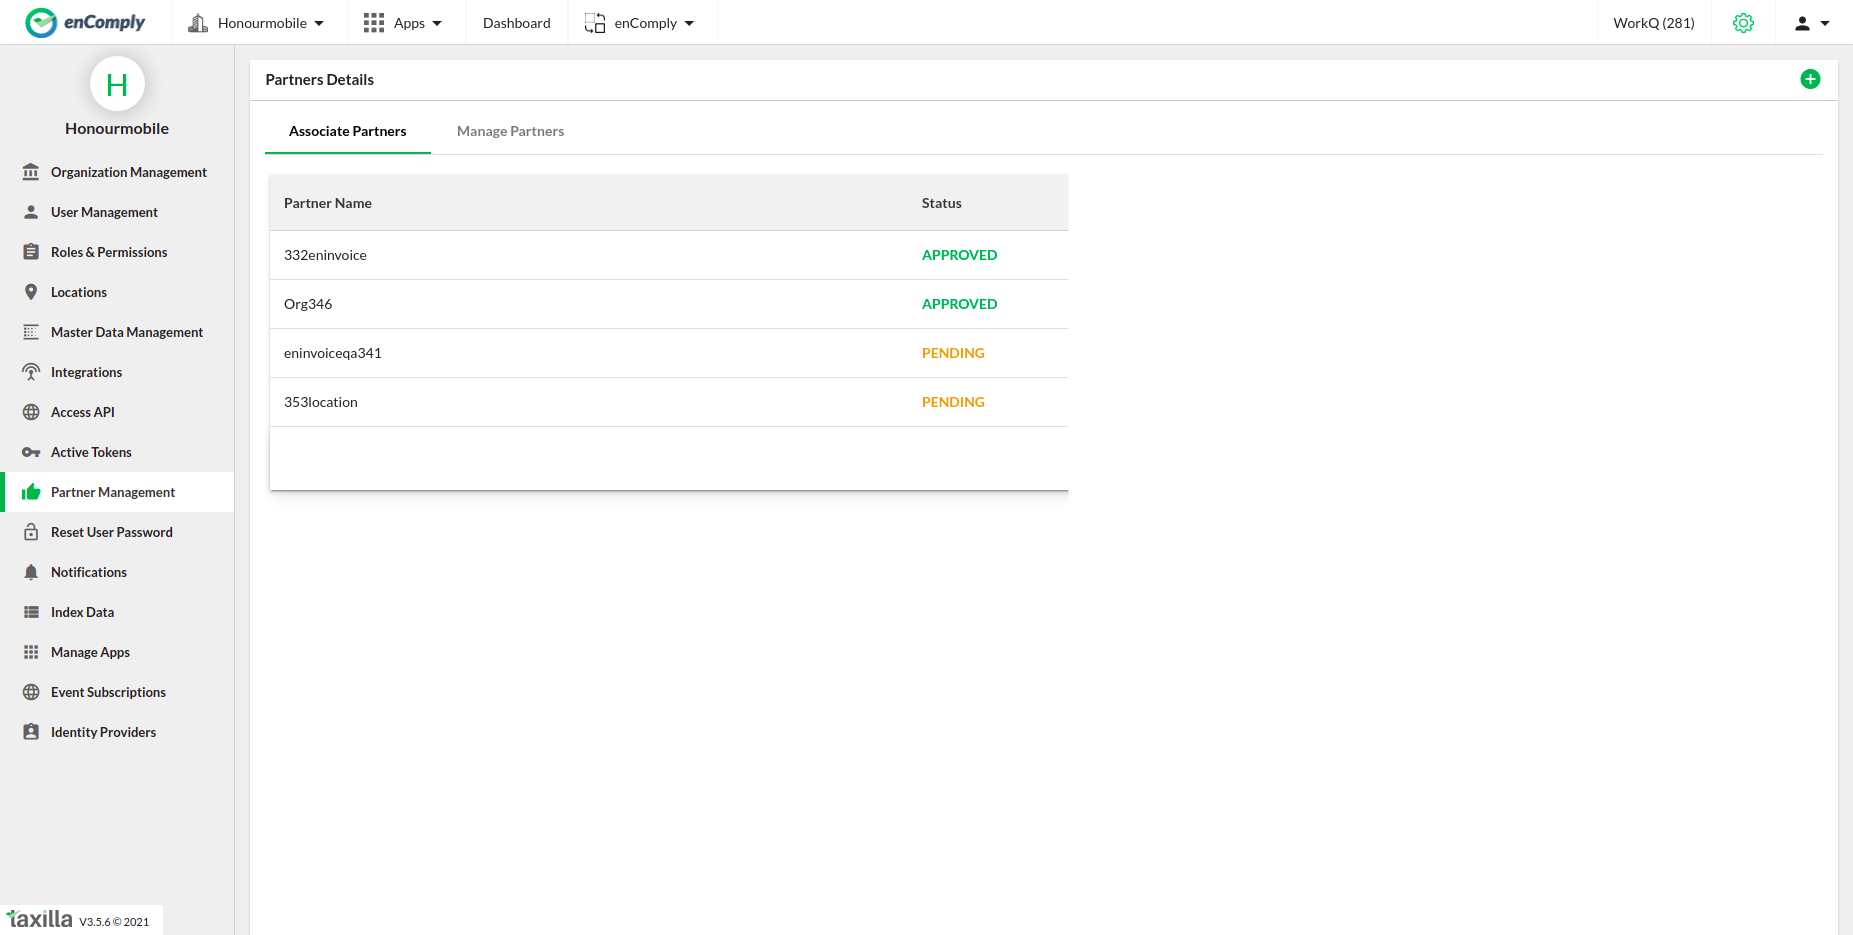 enComply
Honourmobile
Apps
Dashboard
enComply
WorkQ (281)
H
Honourmobile
Organization Management
User Management
Roles & Permissions
Locations
Master Data Management
Integrations
Access API
Active Tokens
Partner Management
Reset User Password
Notifications
Index Data
Manage Apps
Event Subscriptions
Identity Providers
taxilla V3.5.6 © 2021
Partners Details
Associate Partners
Manage Partners
Partner Name Status
332eninvoice APPROVED
Org346 APPROVED
eninvoiceqa341 PENDING
353location PENDING